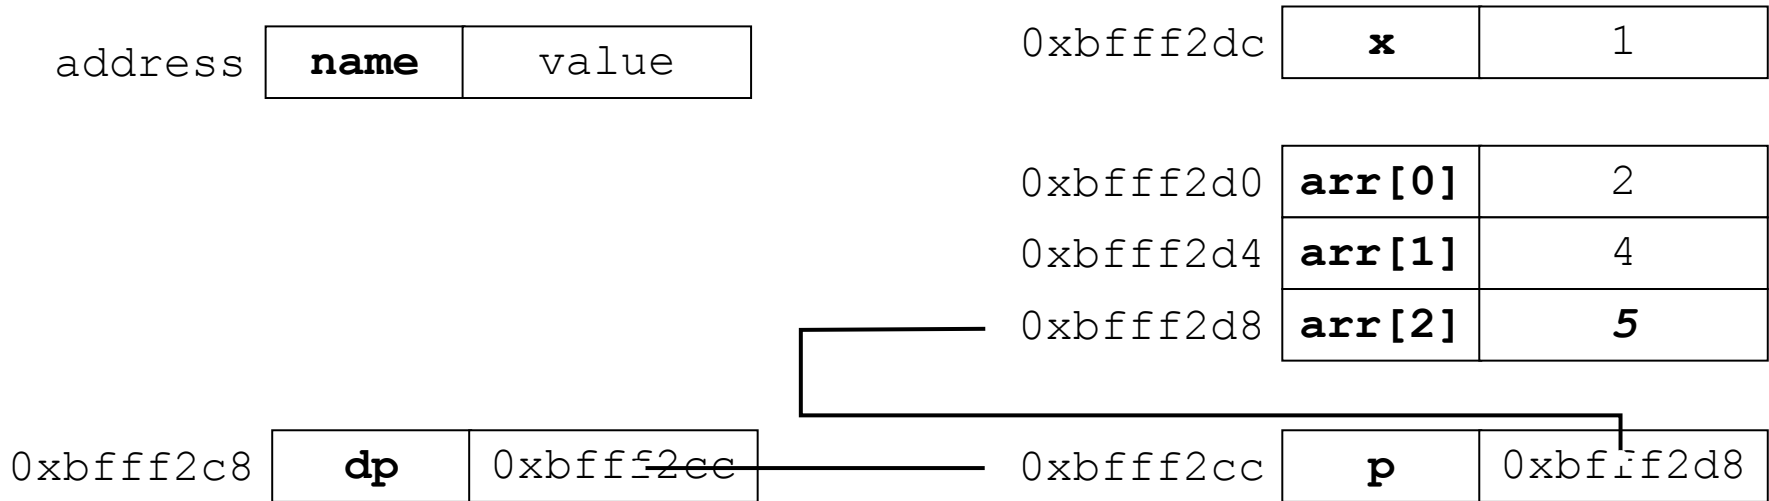 address name value
0xbfff2dc x 1
0xbfff2d0 arr[0] 2
0xbfff2d4 arr[1] 4
0xbfff2d8 arr[2] 5
0xbfff2c8 dp 0xbfff2cc
0xbfff2cc p 0xbfff2d8